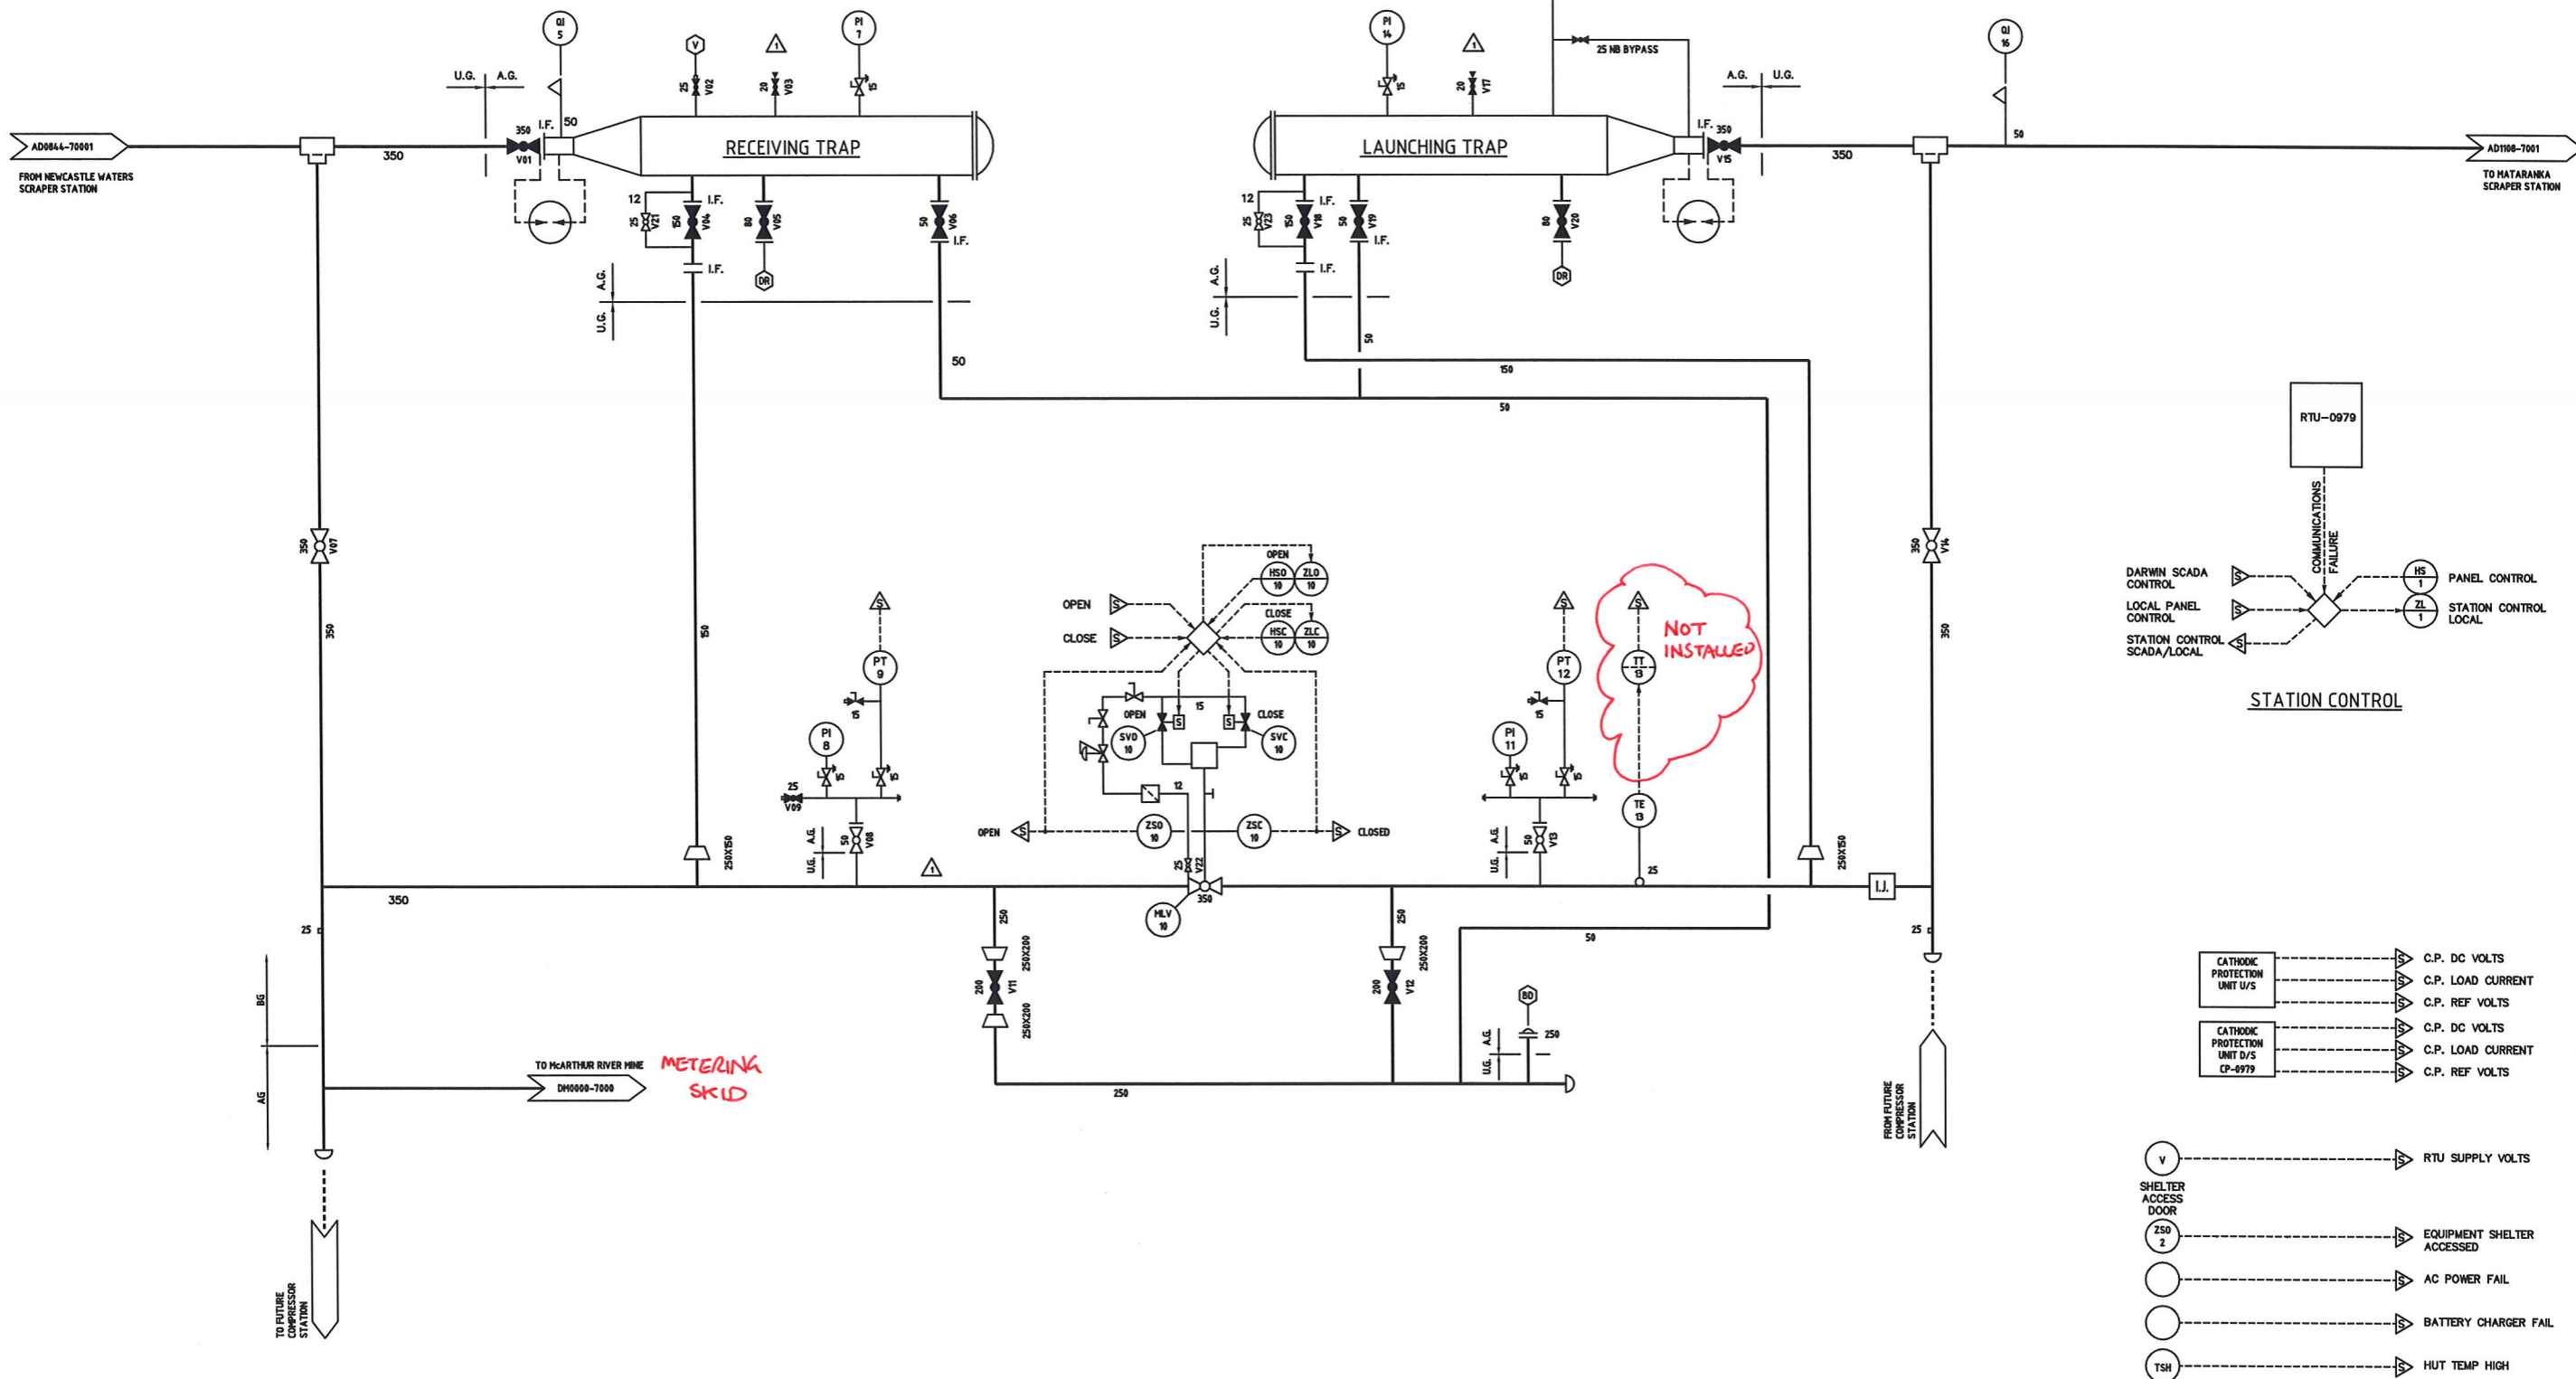 QI
5
V
1
PI
7
PI
14
1
25 NB BYPASS
QI
16
U.G.
A.G.
25
V02
20
V03
15
15
20
V17
A.G.
U.G.
AD0844-70001
FROM NEWCASTLE WATERS
SCRAPER STATION
350
350
I.F.
50
V01
RECEIVING TRAP
LAUNCHING TRAP
I.F.
350
V15
350
50
AD1108-7001
TO MATARANKA
SCRAPER STATION
12
25
V21
150
V04
I.F.
I.F.
80
V05
DR
50
V06
I.F.
12
25
V23
150
V18
I.F.
I.F.
50
V19
I.F.
80
V20
DR
A.G.
U.G.
A.G.
U.G.
50
50
150
50
RTU-0979
COMMUNICATIONS
FAILURE
DARWIN SCADA
CONTROL
S
LOCAL PANEL
CONTROL
S
STATION CONTROL
SCADA/LOCAL
S
HS
1
PANEL CONTROL
ZL
1
STATION CONTROL
LOCAL
STATION CONTROL
350
V07
350
150
350
V14
350
S
PT
9
15
PI
8
15
15
25
V09
50
V08
A.G.
U.G.
OPEN
HSO
10
ZLO
10
CLOSE
HSC
10
ZLC
10
OPEN
S
CLOSE
S
OPEN
S
15
S
CLOSE
SVO
10
SVC
10
12
OPEN
S
ZSO
10
ZSC
10
S
CLOSED
25
V22
350
MLV
10
S
PT
12
15
PI
11
15
15
50
V13
A.G.
U.G.
S
TT
13
NOT
INSTALLED
TE
13
25
250X150
250X150
1
350
I.J.
25
25
250
250X200
200
V11
250X200
250
250X200
200
V12
50
BD
250
A.G.
U.G.
250
BG
AG
TO McARTHUR RIVER MINE
DM0000-7000
METERING
SKID
TO FUTURE
COMPRESSOR
STATION
FROM FUTURE
COMPRESSOR
STATION
CATHODIC
PROTECTION
UNIT U/S
S
C.P. DC VOLTS
S
C.P. LOAD CURRENT
S
C.P. REF VOLTS
CATHODIC
PROTECTION
UNIT D/S
CP-0979
S
C.P. DC VOLTS
S
C.P. LOAD CURRENT
S
C.P. REF VOLTS
V
S
RTU SUPPLY VOLTS
SHELTER
ACCESS
DOOR
ZSO
2
S
EQUIPMENT SHELTER
ACCESSED
S
AC POWER FAIL
S
BATTERY CHARGER FAIL
TSH
S
HUT TEMP HIGH